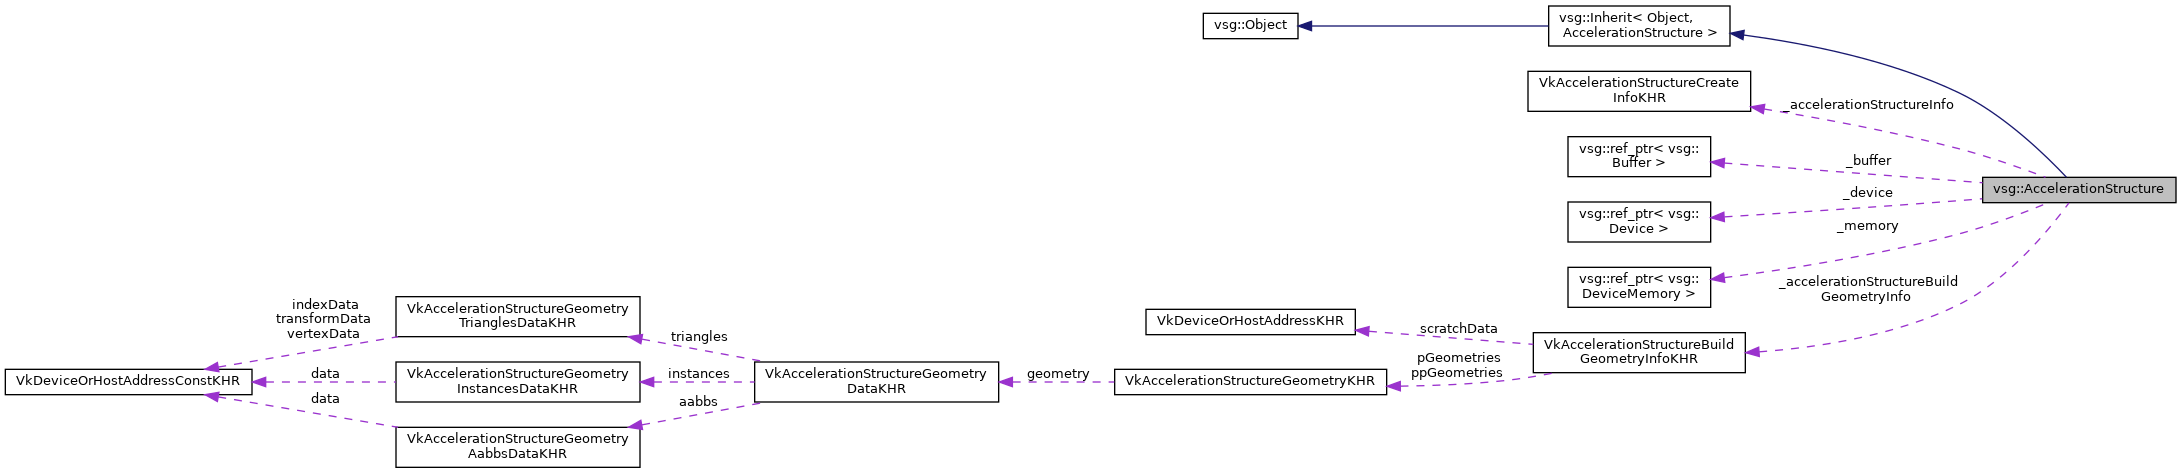 vsg::Object
vsg::Inherit< Object,
AccelerationStructure >
VkAccelerationStructureCreate
InfoKHR
_accelerationStructureInfo
vsg::ref_ptr< vsg::
Buffer >
_buffer
vsg::AccelerationStructure
_device
vsg::ref_ptr< vsg::
Device >
_memory
vsg::ref_ptr< vsg::
DeviceMemory >
_accelerationStructureBuild
GeometryInfo
indexData
transformData
vertexData
VkAccelerationStructureGeometry
TrianglesDataKHR
triangles
VkDeviceOrHostAddressKHR
scratchData
VkAccelerationStructureBuild
GeometryInfoKHR
pGeometries
ppGeometries
VkDeviceOrHostAddressConstKHR
data
VkAccelerationStructureGeometry
InstancesDataKHR
instances
VkAccelerationStructureGeometry
DataKHR
geometry
VkAccelerationStructureGeometryKHR
data
aabbs
VkAccelerationStructureGeometry
AabbsDataKHR